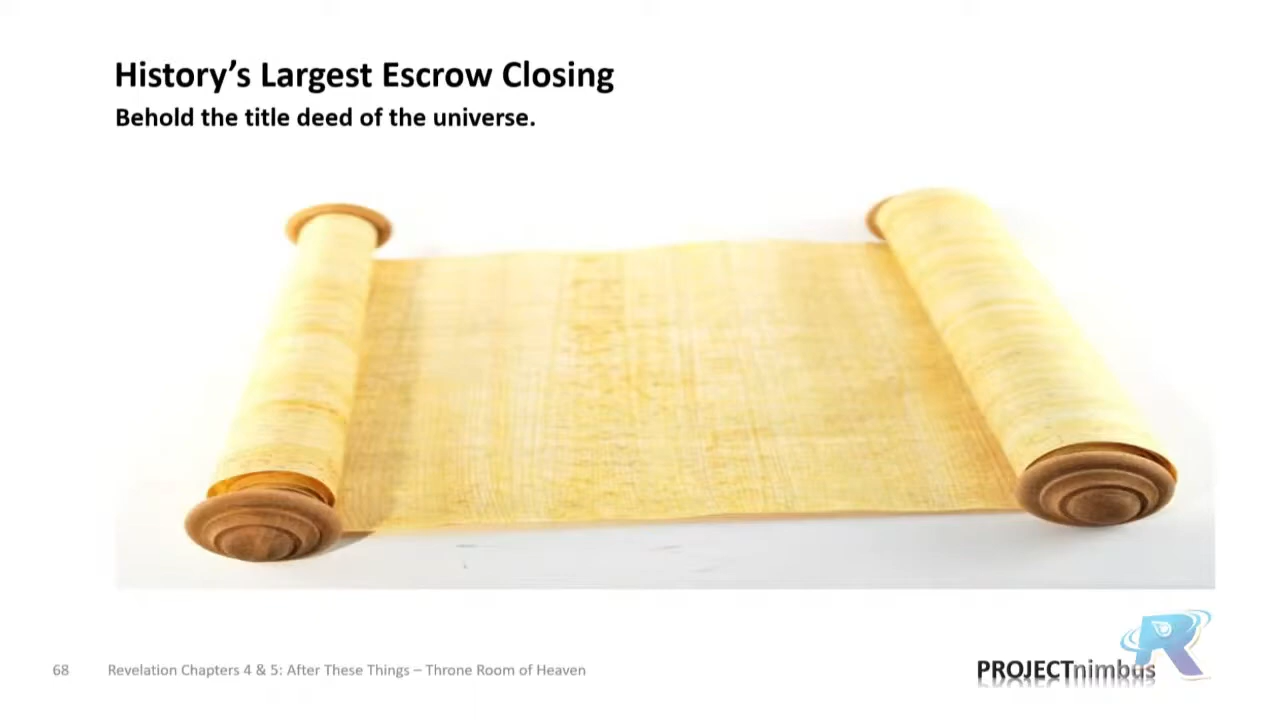 History’s Largest Escrow Closing
Behold the title deed of the universe.
68 Revelation Chapters 4 & 5: After These Things – Throne Room of Heaven
PROJECTnimbus
R